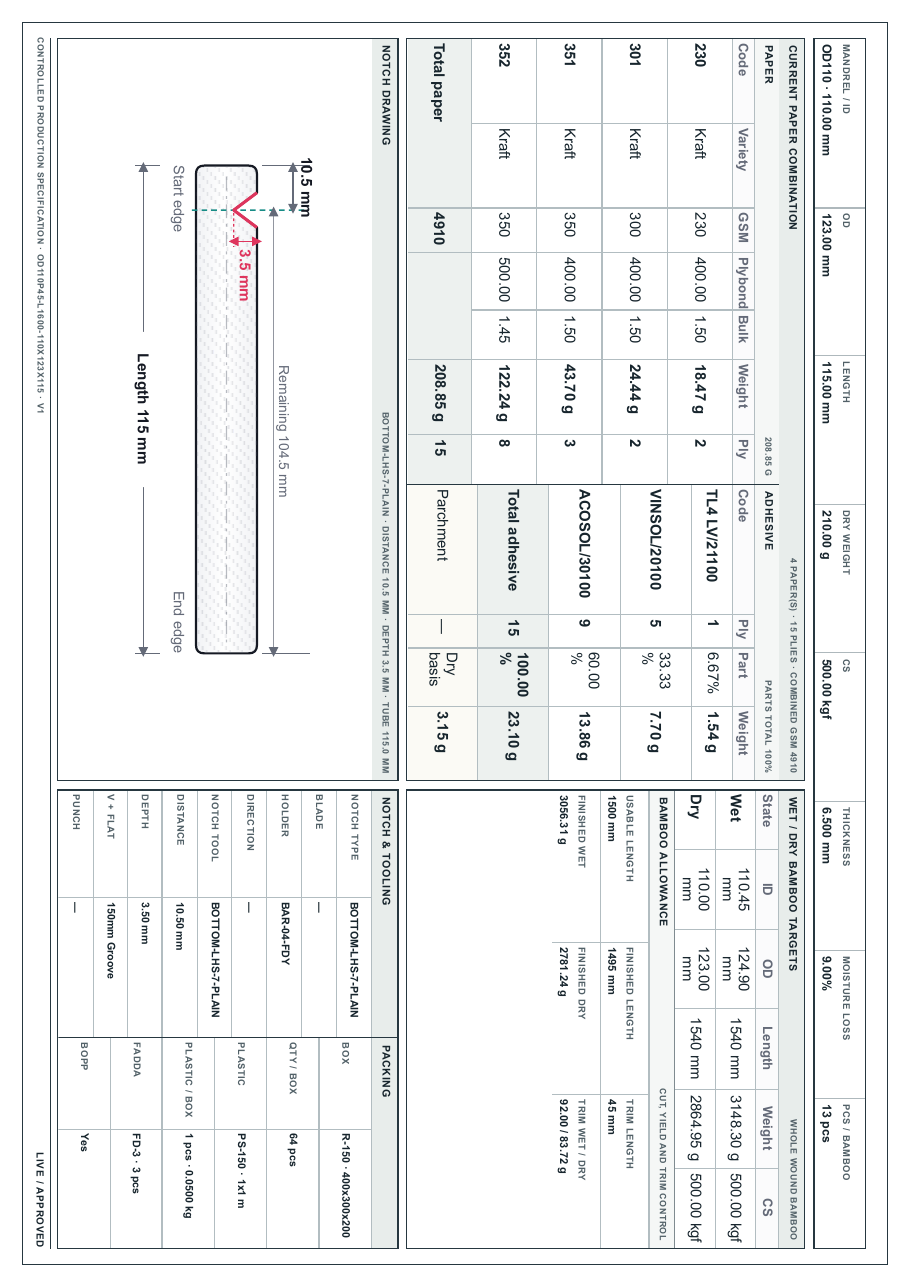 MANDREL / ID
OD110 · 110.00 mm
OD
123.00 mm
LENGTH
115.00 mm
DRY WEIGHT
210.00 g
CS
500.00 kgf
THICKNESS
6.500 mm
MOISTURE LOSS
9.00%
PCS / BAMBOO
13 pcs
CURRENT PAPER COMBINATION
4 PAPER(S) · 15 PLIES · COMBINED GSM 4910
PAPER
208.85 G
Code Variety GSM Plybond Bulk Weight Ply
230 Kraft 230 400.00 1.50 18.47 g 2
301 Kraft 300 400.00 1.50 24.44 g 2
351 Kraft 350 400.00 1.50 43.70 g 3
352 Kraft 350 500.00 1.45 122.24 g 8
Total paper 4910 208.85 g 15
ADHESIVE
PARTS TOTAL 100%
Code Ply Part Weight
TL4 LV/21100 1 6.67% 1.54 g
VINSOL/20100 5 33.33 % 7.70 g
ACOSOL/30100 9 60.00 % 13.86 g
Total adhesive 15 100.00 % 23.10 g
Parchment — Dry basis 3.15 g
WET / DRY BAMBOO TARGETS
WHOLE WOUND BAMBOO
State ID OD Length Weight CS
Wet 110.45 mm 124.90 mm 1540 mm 3148.30 g 500.00 kgf
Dry 110.00 mm 123.00 mm 1540 mm 2864.95 g 500.00 kgf
BAMBOO ALLOWANCE
CUT, YIELD AND TRIM CONTROL
USABLE LENGTH
1500 mm
FINISHED LENGTH
1495 mm
TRIM LENGTH
45 mm
FINISHED WET
3056.31 g
FINISHED DRY
2781.24 g
TRIM WET / DRY
92.00 / 83.72 g
NOTCH DRAWING
BOTTOM-LHS-7-PLAIN · DISTANCE 10.5 MM · DEPTH 3.5 MM · TUBE 115.0 MM
10.5 mm
Remaining 104.5 mm
3.5 mm
Start edge
End edge
Length 115 mm
NOTCH & TOOLING
NOTCH TYPE BOTTOM-LHS-7-PLAIN
BLADE —
HOLDER BAR-04-FDY
DIRECTION —
NOTCH TOOL BOTTOM-LHS-7-PLAIN
DISTANCE 10.50 mm
DEPTH 3.50 mm
V + FLAT 150mm Groove
PUNCH —
PACKING
BOX R-150 · 400x300x200
QTY / BOX 64 pcs
PLASTIC PS-150 · 1x1 m
PLASTIC / BOX 1 pcs · 0.0500 kg
FADDA FD-3 · 3 pcs
BOPP Yes
CONTROLLED PRODUCTION SPECIFICATION · OD110P45-L1600-110X123X115 · V1
LIVE / APPROVED